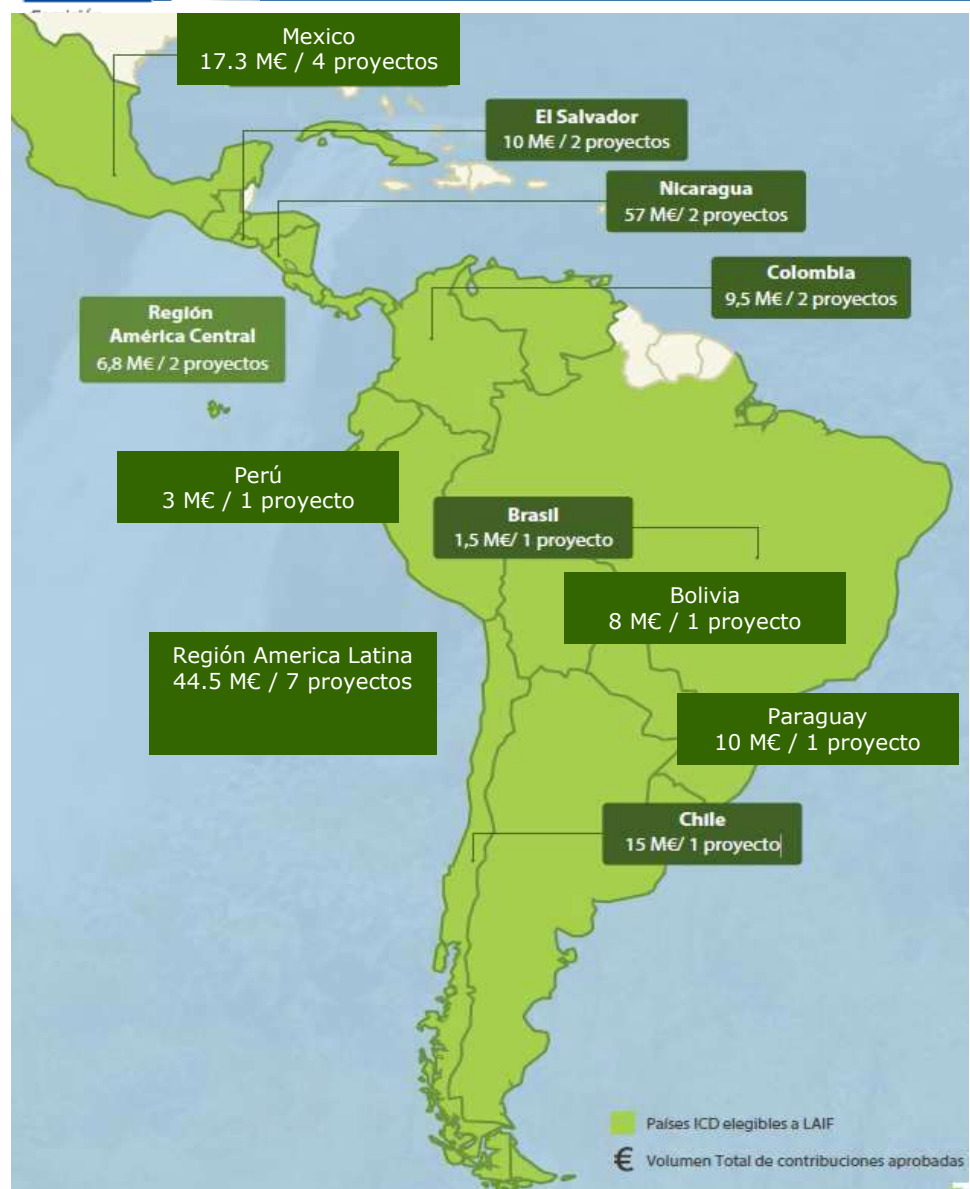 Mexico
17.3 M€ / 4 proyectos
El Salvador
10 M€ / 2 proyectos
Nicaragua
57 M€/ 2 proyectos
Colombia
9,5 M€ / 2 proyectos
Región
América Central
6,8 M€ / 2 proyectos
Perú
3 M€ / 1 proyecto
Brasil
1,5 M€/ 1 proyecto
Bolivia
8 M€ / 1 proyecto
Región America Latina
44.5 M€ / 7 proyectos
Paraguay
10 M€ / 1 proyecto
Chile
15 M€/ 1 proyecto
Países ICD elegibles a LAIF
€ Volumen Total de contribuciones aprobadas